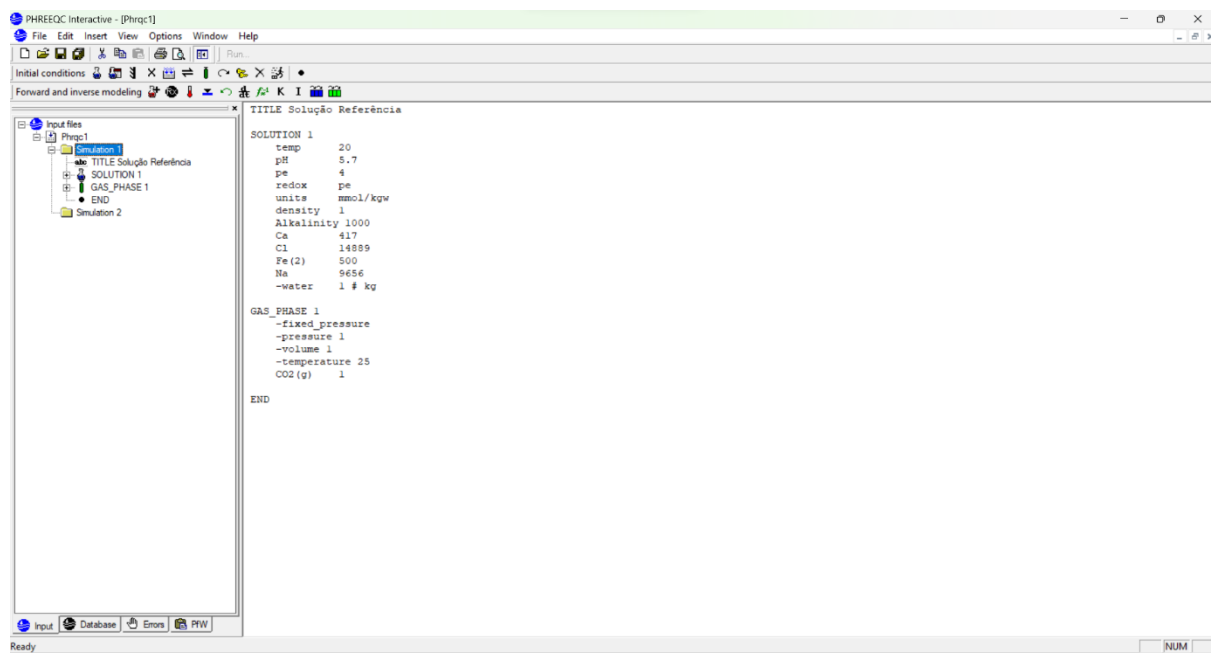 PHREEQC Interactive - [Phrqc1]
File Edit Insert View Options Window Help
Run...
Initial conditions
Forward and inverse modeling
Input files
Phrqc1
Simulation 1
abc TITLE Solução Referência
SOLUTION 1
GAS_PHASE 1
END
Simulation 2
TITLE Solução Referência
SOLUTION 1
temp 20
pH 5.7
pe 4
redox pe
units mmol/kgw
density 1
Alkalinity 1000
Ca 417
Cl 14889
Fe(2) 500
Na 9656
-water 1 # kg
GAS_PHASE 1
-fixed_pressure
-pressure 1
-volume 1
-temperature 25
CO2(g) 1
END
Input Database Errors PfW
Ready NUM